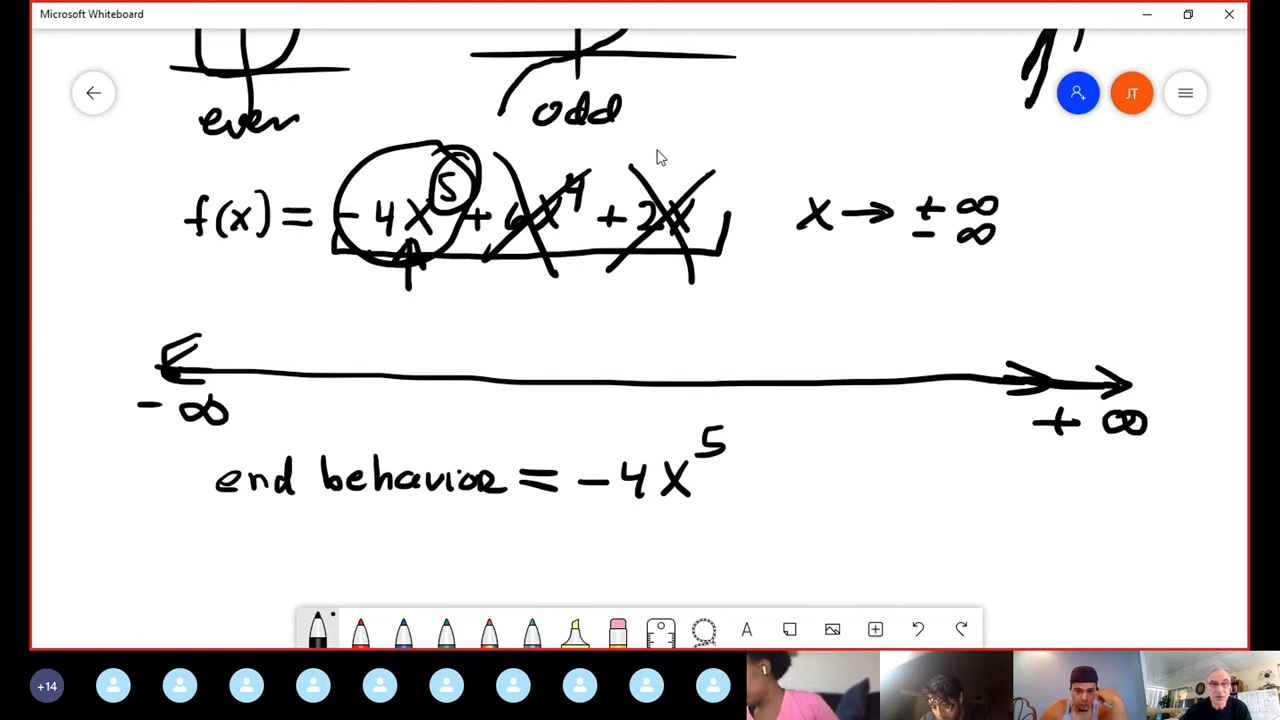 Microsoft Whiteboard
even
odd
JT
f(x) = -4x⁵ + 6x⁴ + 2x
x → ± ∞
- ∞
- ∞
+ ∞
end behavior = -4x⁵
A
+14